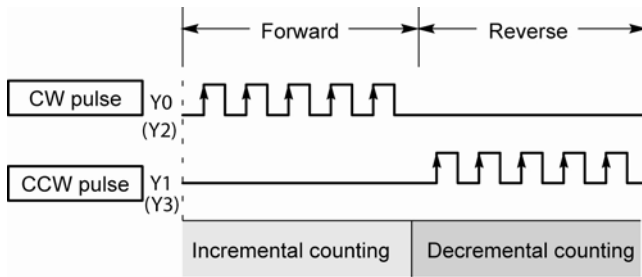 Forward Reverse
CW pulse Y0
(Y2)
CCW pulse Y1
(Y3)
Incremental counting Decremental counting